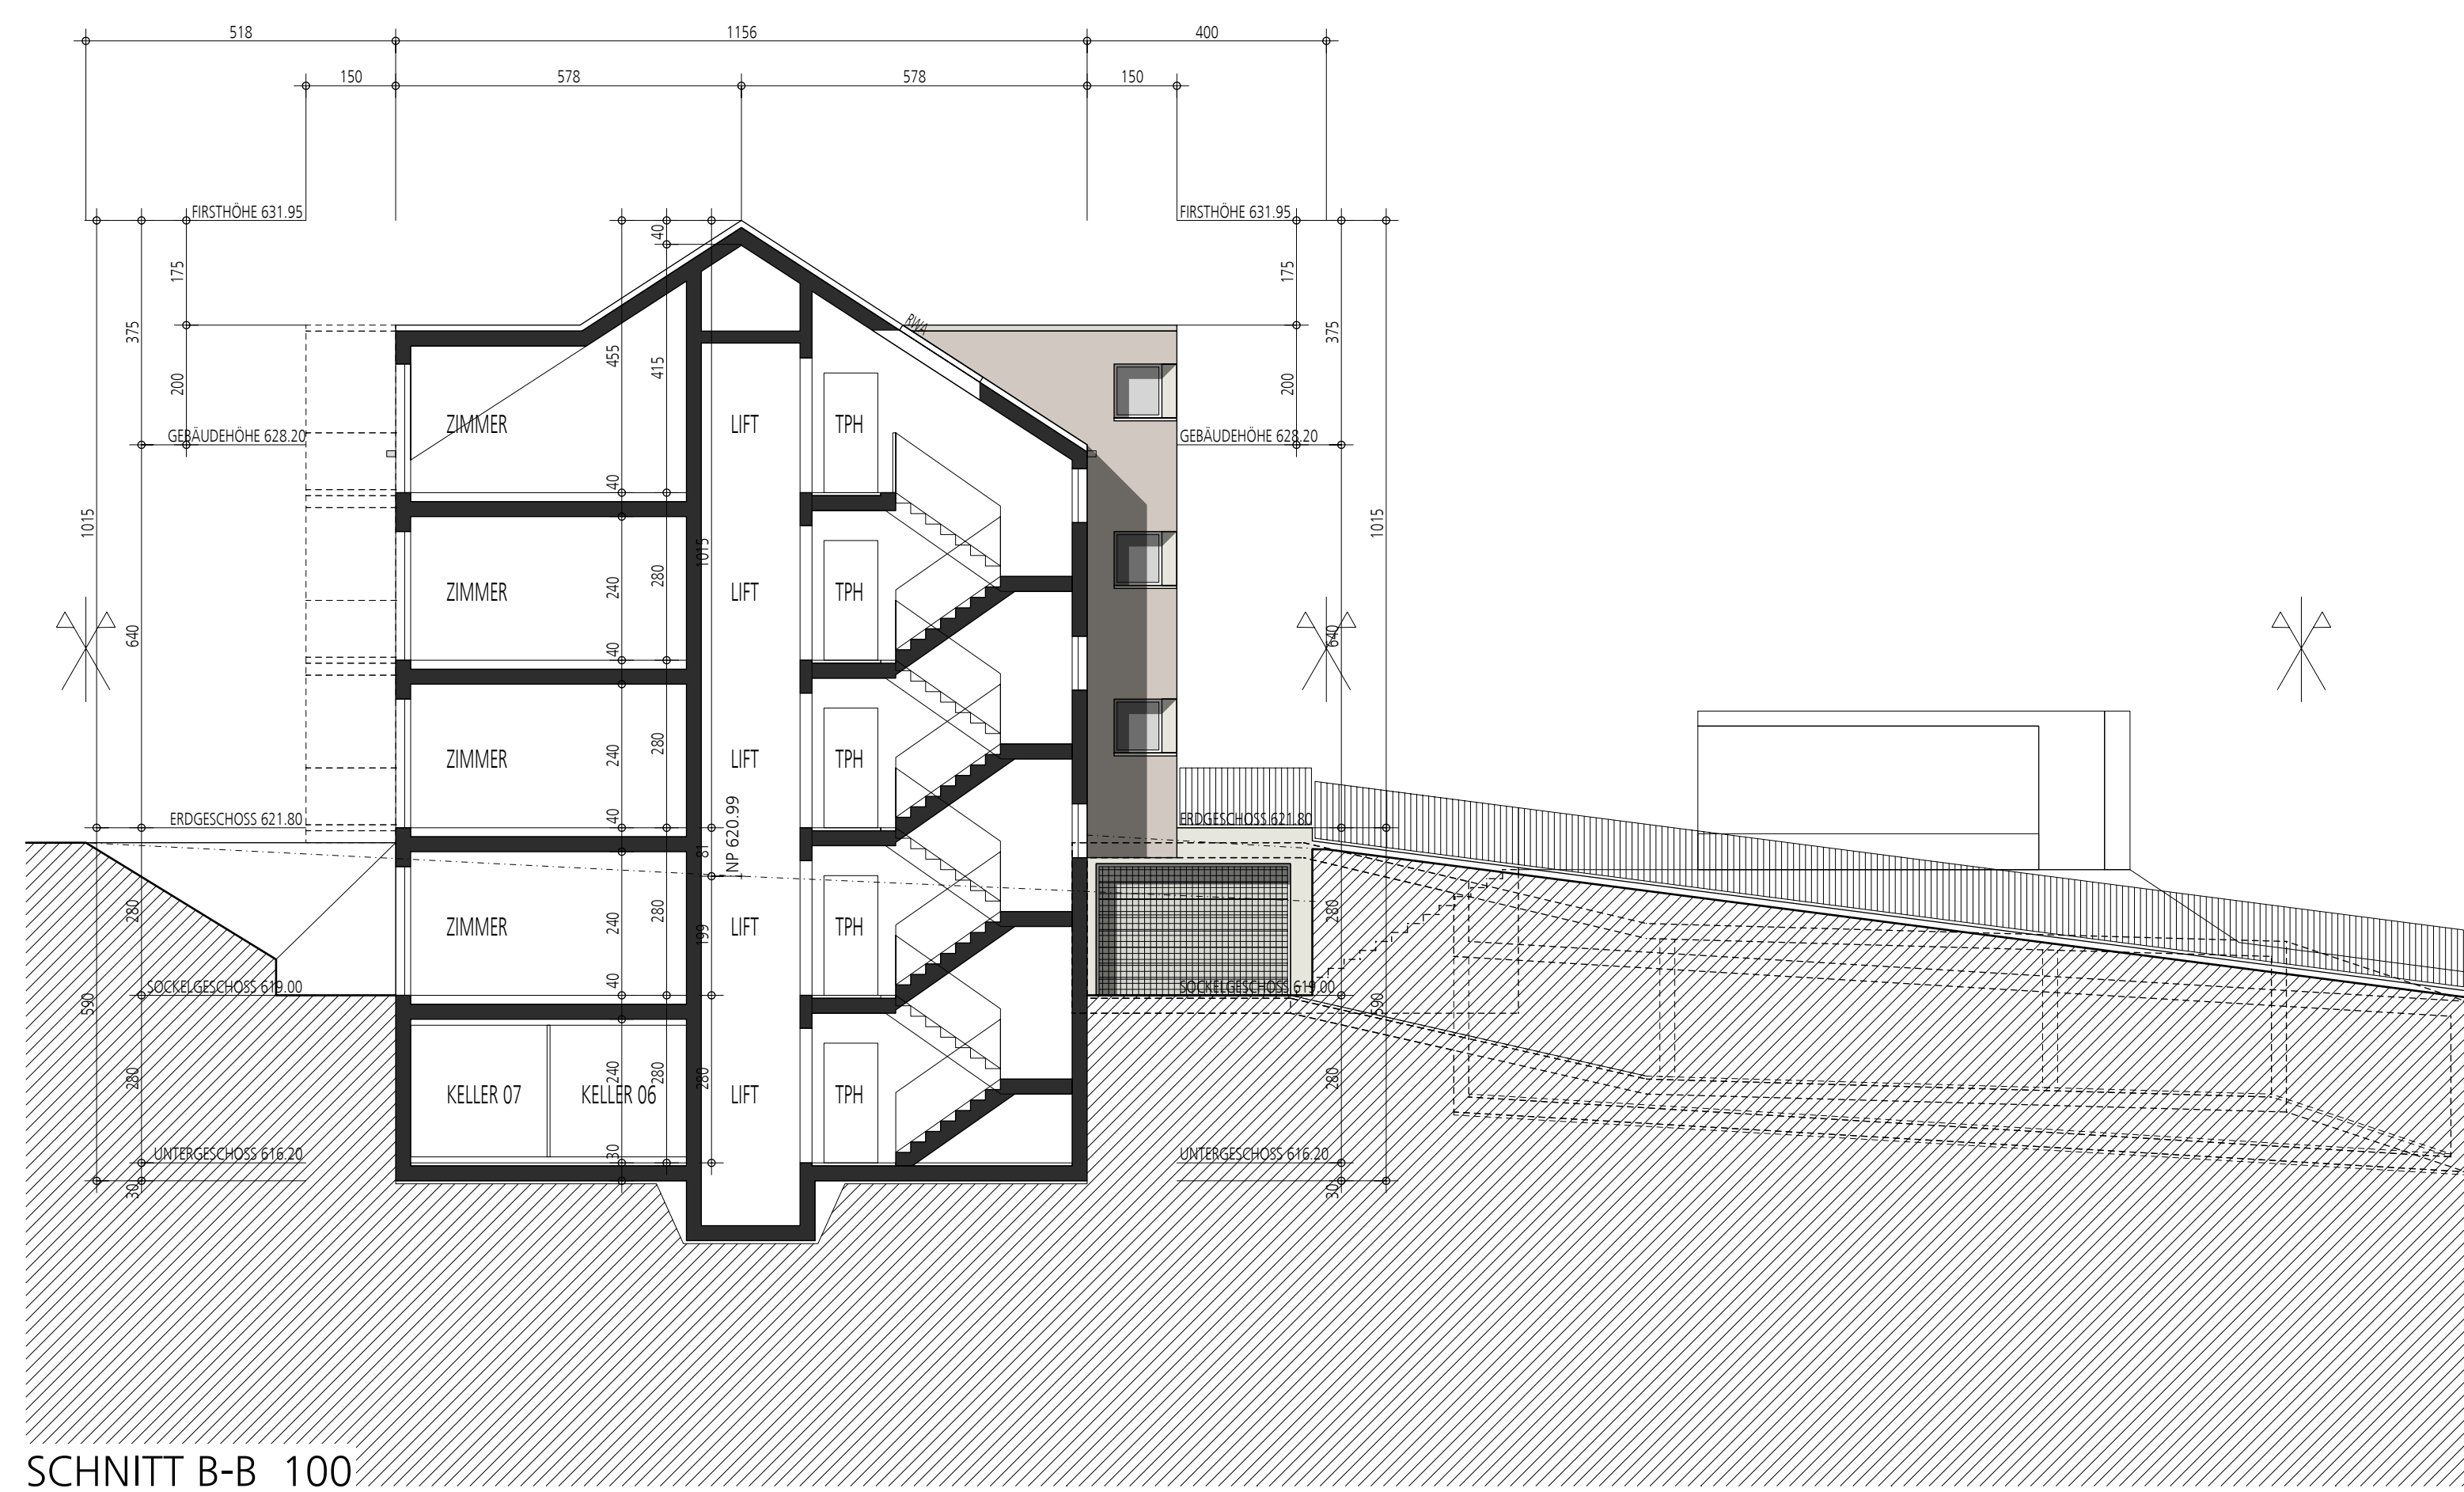 518 1156 400
150 578 578 150
FIRSTHÖHE 631.95 FIRSTHÖHE 631.95
40
175 175
RWA
375 455 415 375
200 200
ZIMMER LIFT TPH
GEBÄUDEHÖHE 628.20 GEBÄUDEHÖHE 628.20
40
1015 1015 1015
240 280
ZIMMER LIFT TPH
640 640
40
240 280
ZIMMER LIFT TPH
ERDGESCHOSS 621.80 ERDGESCHOSS 621.80
40
81
NP 620.99
280 240 280 199 280
ZIMMER LIFT TPH
40
SOCKELGESCHOSS 619.00 SOCKELGESCHOSS 619.00
590 590
280 240 280 280 280
KELLER 07 KELLER 06 LIFT TPH
UNTERGESCHOSS 616.20 30 UNTERGESCHOSS 616.20
30 30
SCHNITT B-B 100